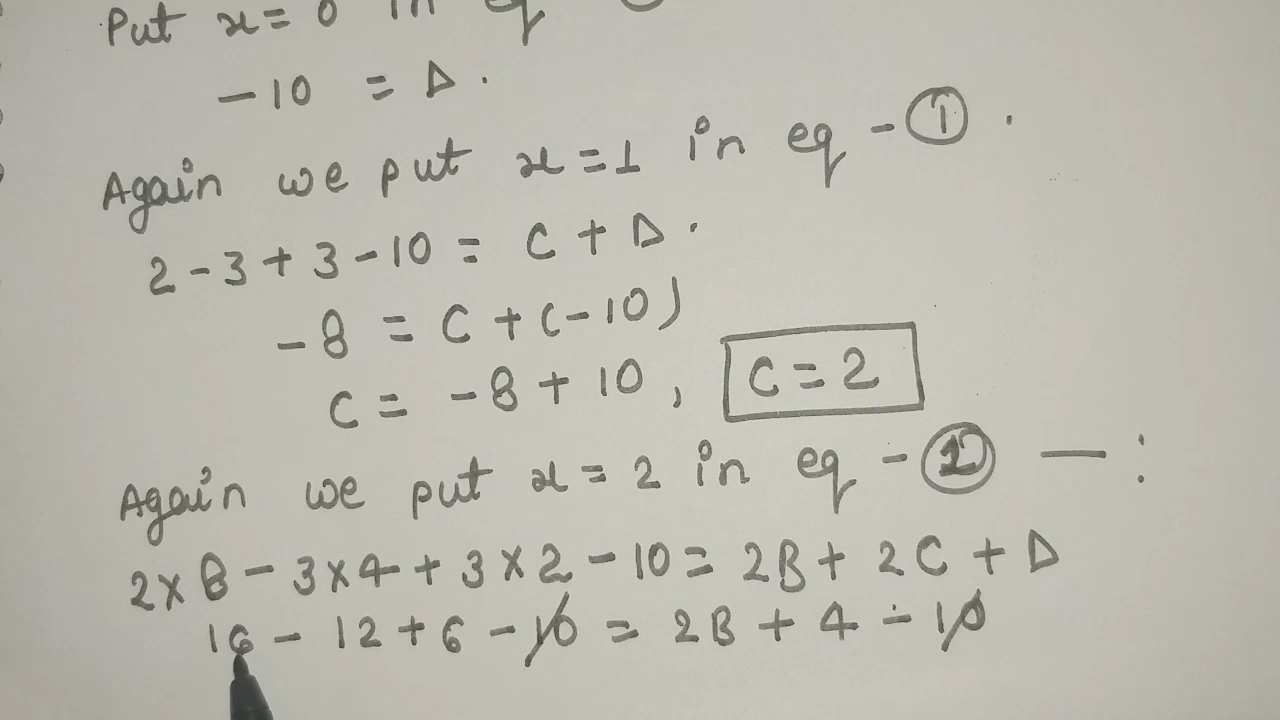 Put x = 0 in eq
-10 = D.
Again we put x = 1 in eq - ① .
2 - 3 + 3 - 10 = C + D .
-8 = C + (-10)
C = -8 + 10 , C = 2
Again we put x = 2 in eq - ① — :
2 × 8 - 3 × 4 + 3 × 2 - 10 = 2B + 2C + D
16 - 12 + 6 - 10 = 2B + 4 - 10